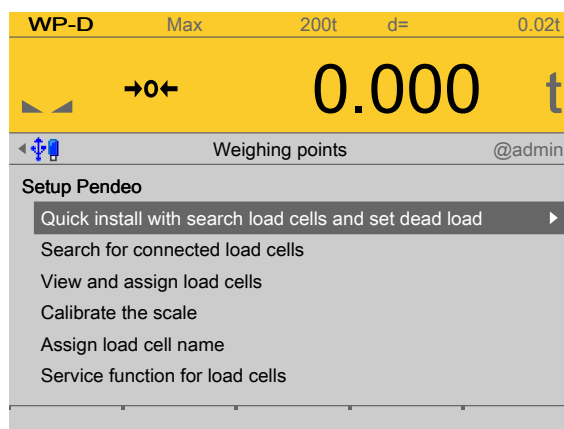 WP-D Max 200t d= 0.02t
→0← 0.000 t
Weighing points @admin
Setup Pendeo
Quick install with search load cells and set dead load
Search for connected load cells
View and assign load cells
Calibrate the scale
Assign load cell name
Service function for load cells